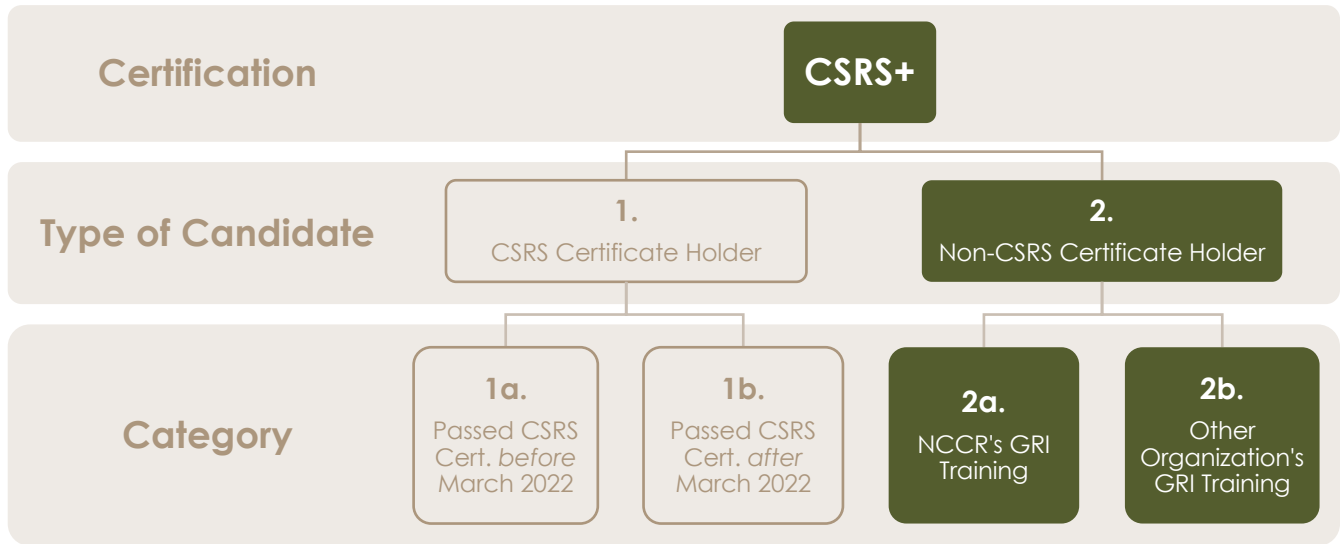 Certification
CSRS+
Type of Candidate
1.
CSRS Certificate Holder
2.
Non-CSRS Certificate Holder
Category
1a.
Passed CSRS
Cert. before
March 2022
1b.
Passed CSRS
Cert. after
March 2022
2a.
NCCR's GRI
Training
2b.
Other
Organization's
GRI Training